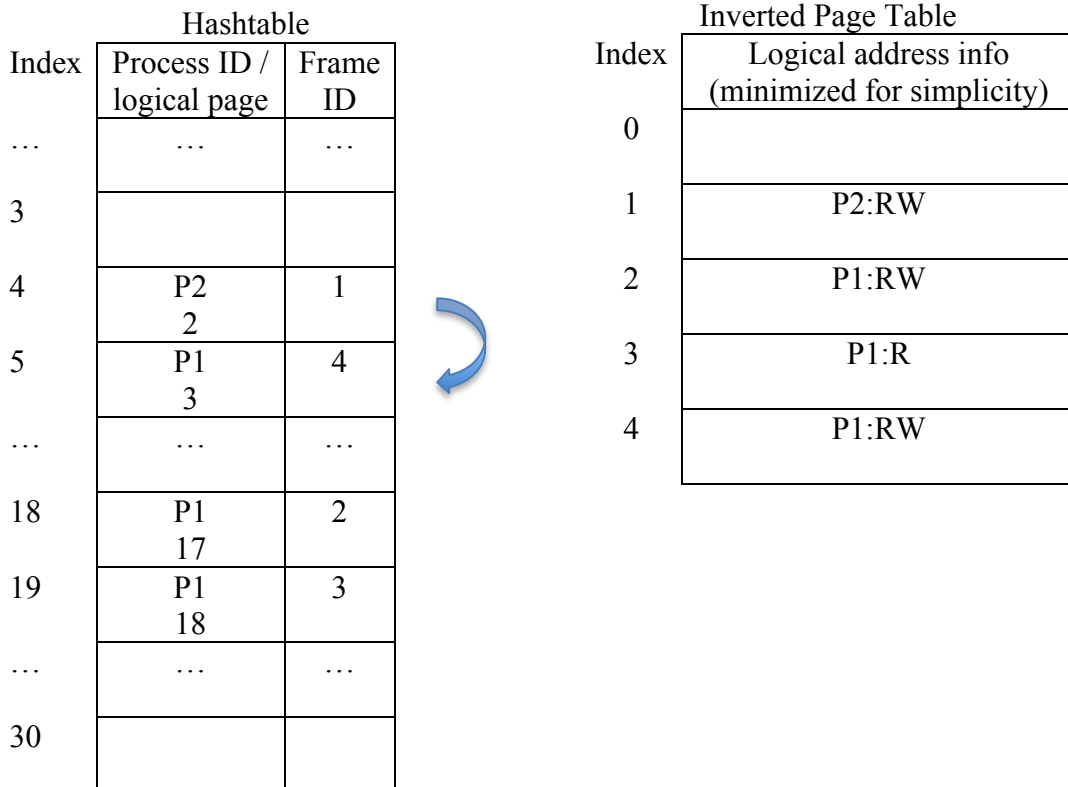 Hashtable
Index Process ID / Frame
logical page ID
… … …
3
4 P2 1
2
5 P1 4
3
… … …
18 P1 2
17
19 P1 3
18
… … …
30
Inverted Page Table
Index Logical address info
(minimized for simplicity)
0
1 P2:RW
2 P1:RW
3 P1:R
4 P1:RW